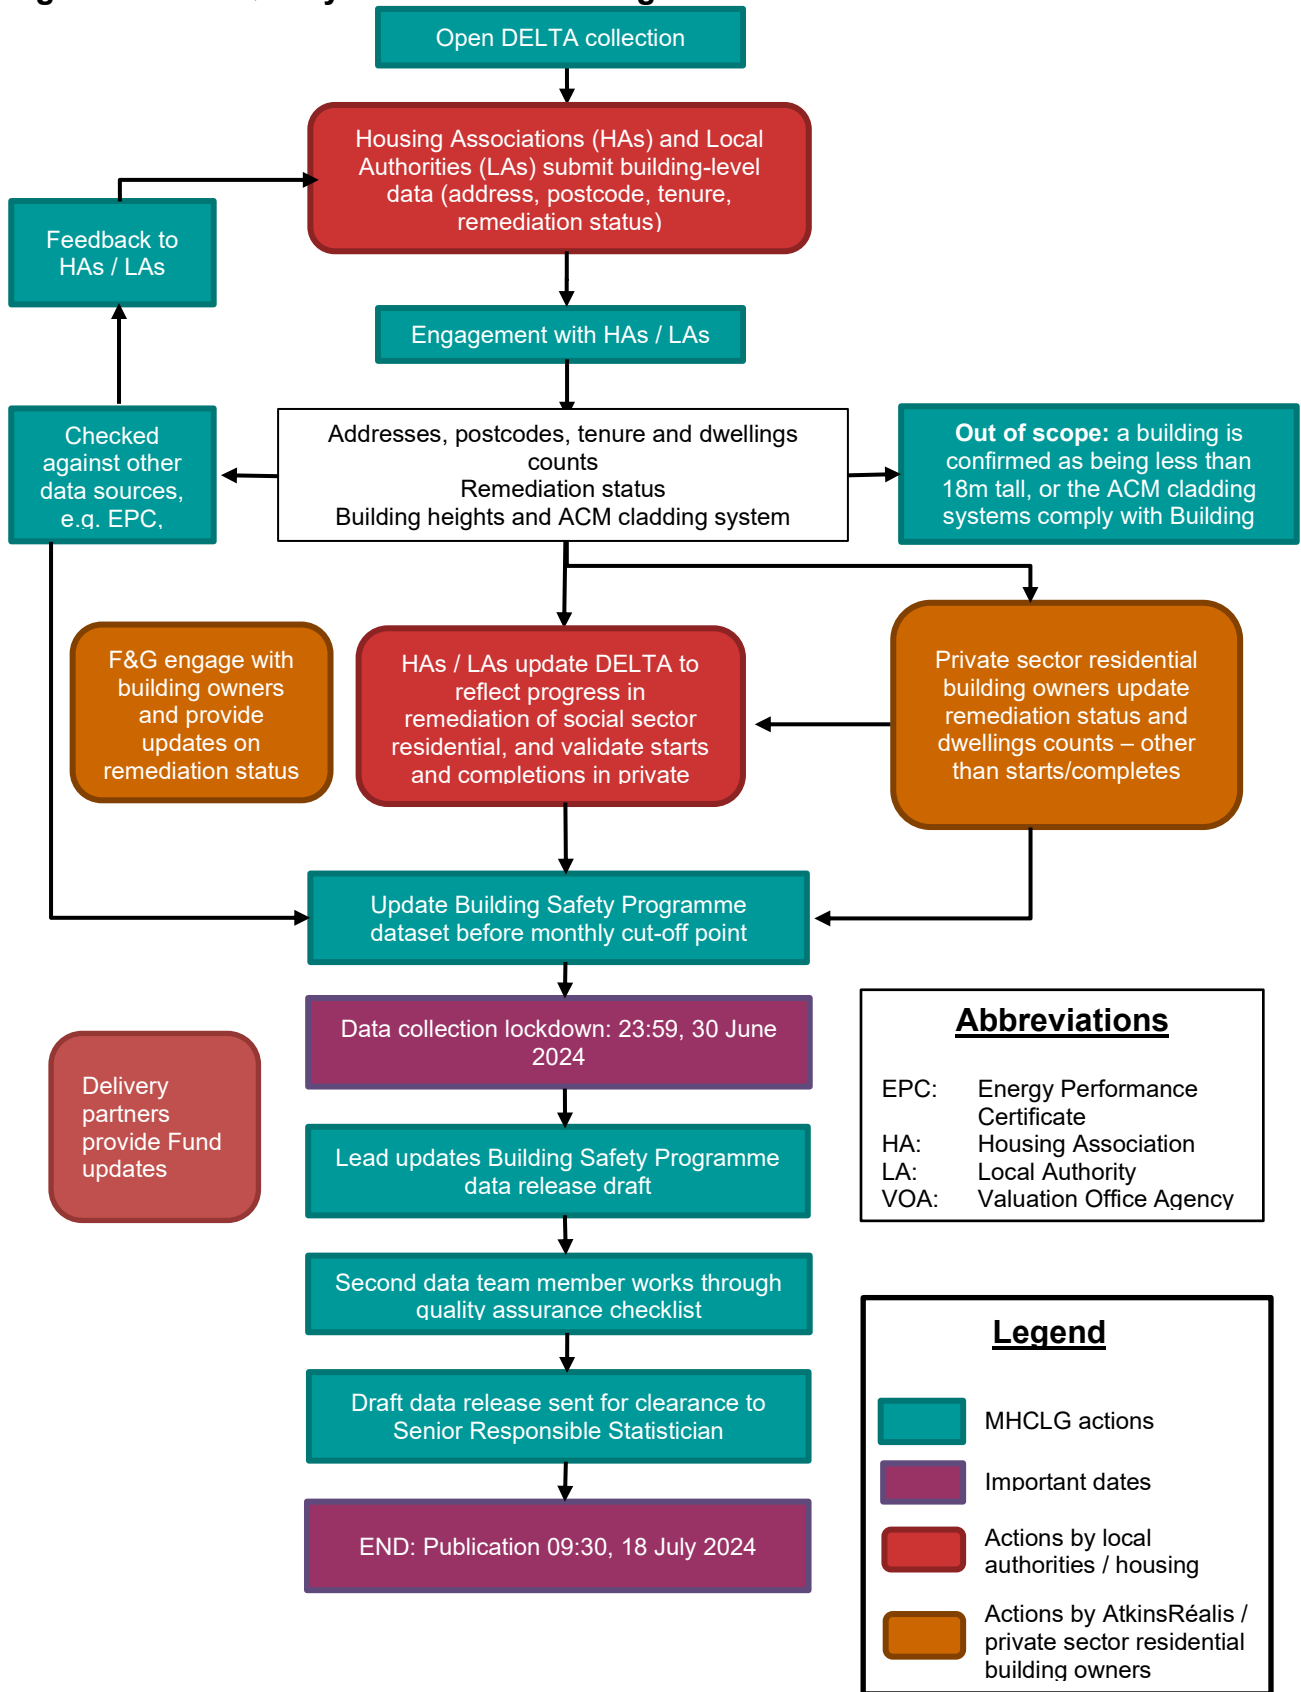 Open DELTA collection
Housing Associations (HAs) and Local
Authorities (LAs) submit building-level
data (address, postcode, tenure,
remediation status)
Feedback to
HAs / LAs
Engagement with HAs / LAs
Checked
against other
data sources,
e.g. EPC,
Addresses, postcodes, tenure and dwellings
counts
Remediation status
Building heights and ACM cladding system
Out of scope: a building is
confirmed as being less than
18m tall, or the ACM cladding
systems comply with Building
F&G engage with
building owners
and provide
updates on
remediation status
HAs / LAs update DELTA to
reflect progress in
remediation of social sector
residential, and validate starts
and completions in private
Private sector residential
building owners update
remediation status and
dwellings counts – other
than starts/completes
Update Building Safety Programme
dataset before monthly cut-off point
Data collection lockdown: 23:59, 30 June
2024
Delivery
partners
provide Fund
updates
Lead updates Building Safety Programme
data release draft
Second data team member works through
quality assurance checklist
Draft data release sent for clearance to
Senior Responsible Statistician
END: Publication 09:30, 18 July 2024
Abbreviations
EPC: Energy Performance
Certificate
HA: Housing Association
LA: Local Authority
VOA: Valuation Office Agency
Legend
MHCLG actions
Important dates
Actions by local
authorities / housing
Actions by AtkinsRéalis /
private sector residential
building owners